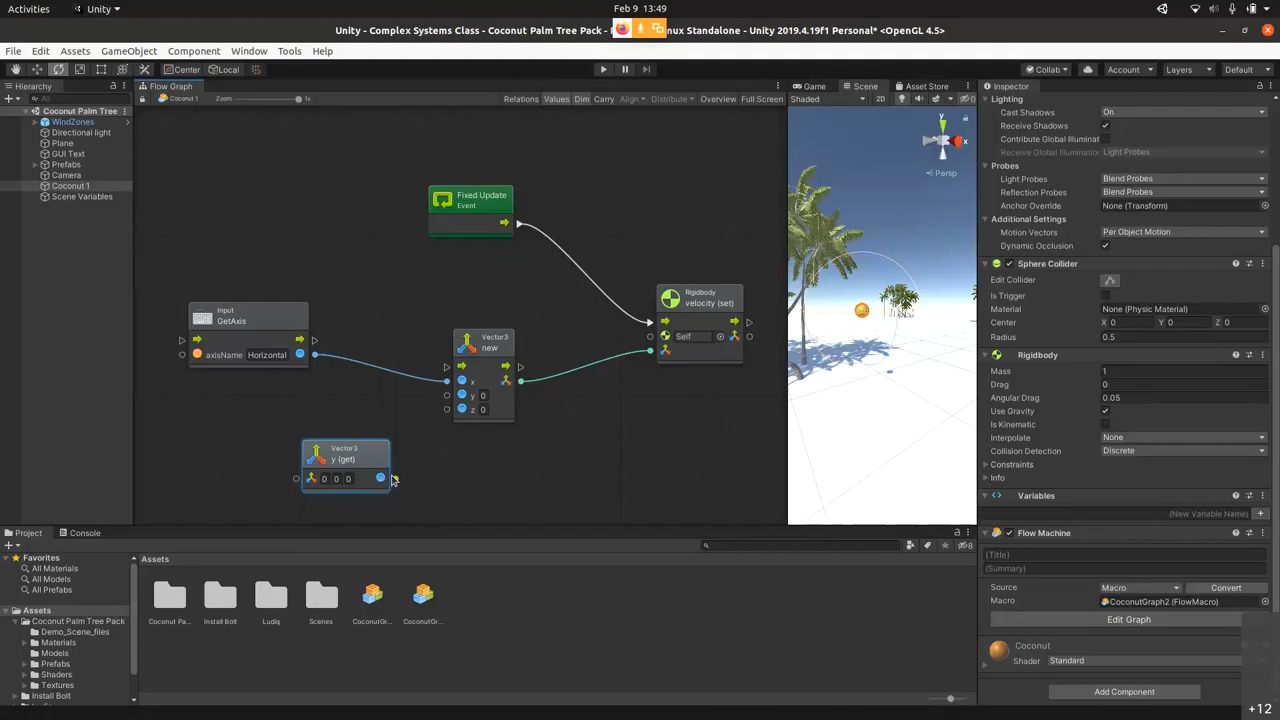 Activities
Unity
Feb 9 13:49
Unity - Complex Systems Class - Coconut Palm Tree Pack - nux Standalone - Unity 2019.4.19f1 Personal* <OpenGL 4.5>
File Edit Assets GameObject Component Window Tools Help
Center Local
Collab Account Layers Default
Hierarchy
All
Coconut Palm Tree
WindZones
Directional light
Plane
GUI Text
Prefabs
Camera
Coconut 1
Scene Variables
Flow Graph
Coconut 1 Zoom 1x Relations Values Dim Carry Align Distribute Overview Full Screen
Fixed Update
Event
Input
GetAxis
axisName Horizontal
Vector3
new
x
y 0
z 0
Rigidbody
velocity (set)
Self
Vector3
y (get)
0 0 0
Game Scene Asset Store
Shaded 2D 0
y
x
Persp
Inspector
Lighting
Cast Shadows On
Receive Shadows
Contribute Global Illuminat
Receive Global Illumination Light Probes
Probes
Light Probes Blend Probes
Reflection Probes Blend Probes
Anchor Override None (Transform)
Additional Settings
Motion Vectors Per Object Motion
Dynamic Occlusion
Sphere Collider
Edit Collider
Is Trigger
Material None (Physic Material)
Center X 0 Y 0 Z 0
Radius 0.5
Rigidbody
Mass 1
Drag 0
Angular Drag 0.05
Use Gravity
Is Kinematic
Interpolate None
Collision Detection Discrete
Constraints
Info
Variables
(New Variable Name)
Flow Machine
(Title)
(Summary)
Source Macro Convert
Macro CoconutGraph2 (FlowMacro)
Edit Graph
Coconut
Shader Standard
Add Component
+12
Project Console
8
Favorites
All Materials
All Models
All Prefabs
Assets
Coconut Palm Tree Pack
Demo_Scene_files
Materials
Models
Prefabs
Shaders
Textures
Install Bolt
Assets
Coconut Pa...
Install Bolt
Ludiq
Scenes
CoconutGr...
CoconutGr...